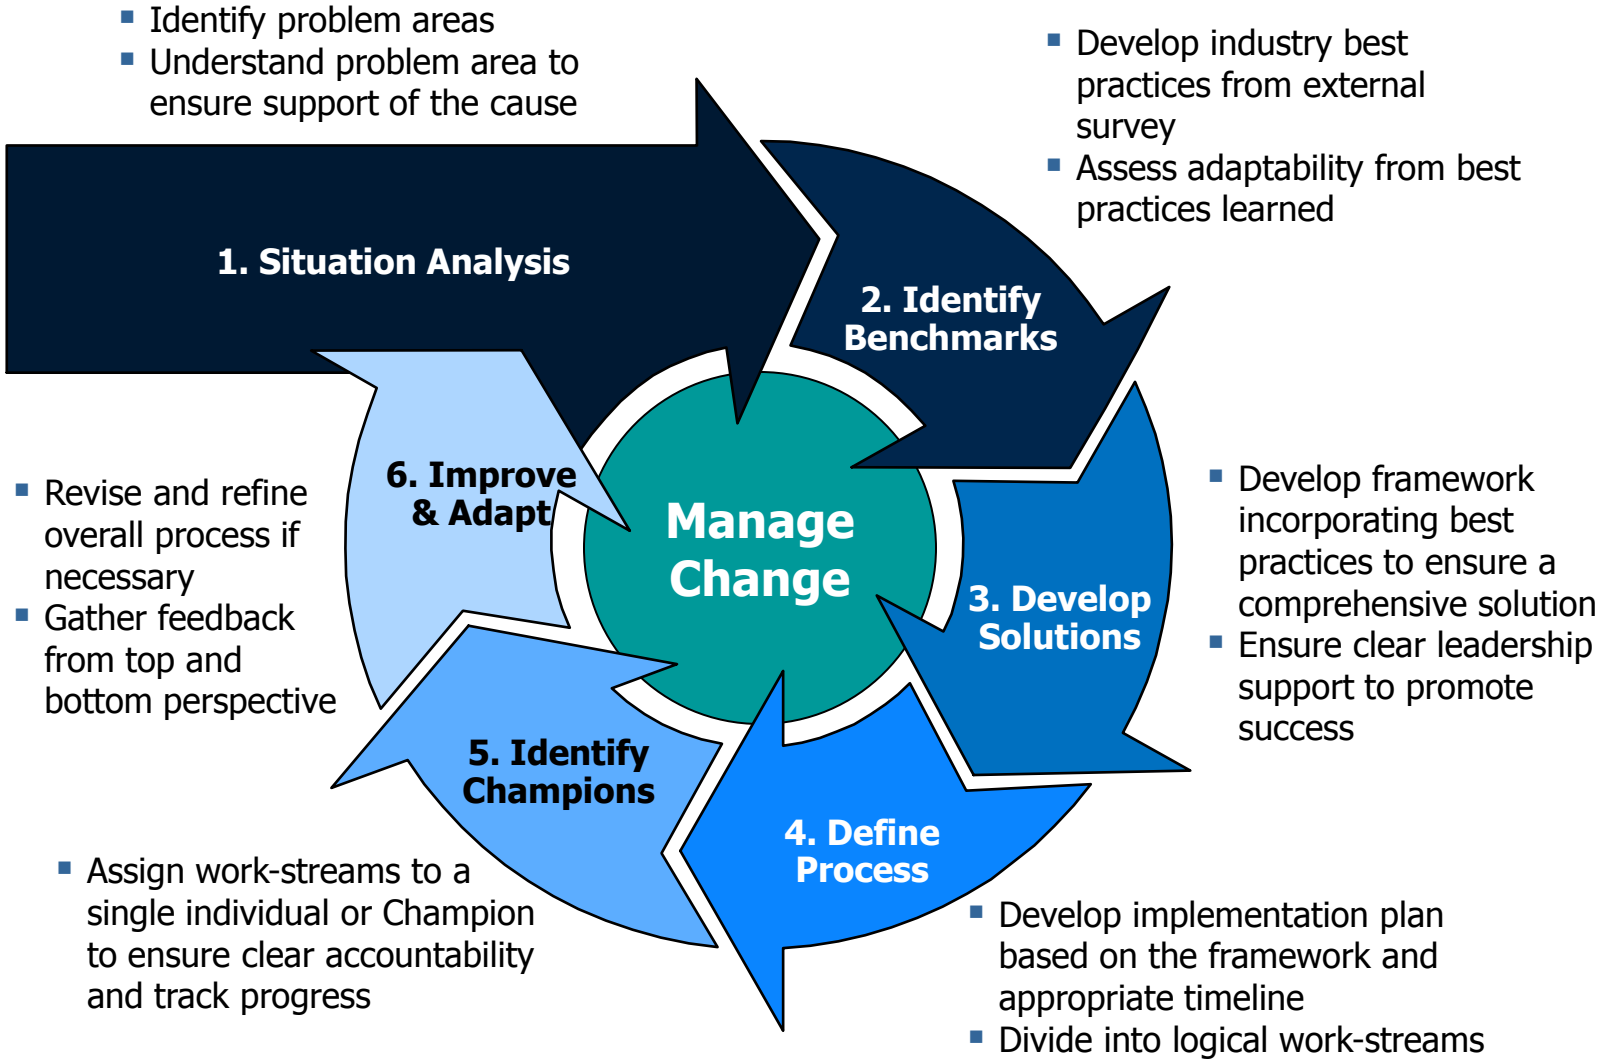 ▪ Identify problem areas
▪ Understand problem area to
ensure support of the cause
1. Situation Analysis
▪ Develop industry best
practices from external
survey
▪ Assess adaptability from best
practices learned
2. Identify
Benchmarks
▪ Develop framework
incorporating best
practices to ensure a
comprehensive solution
▪ Ensure clear leadership
support to promote
success
3. Develop
Solutions
4. Define
Process
▪ Develop implementation plan
based on the framework and
appropriate timeline
▪ Divide into logical work-streams
5. Identify
Champions
▪ Assign work-streams to a
single individual or Champion
to ensure clear accountability
and track progress
6. Improve
& Adapt
▪ Revise and refine
overall process if
necessary
▪ Gather feedback
from top and
bottom perspective
Manage
Change